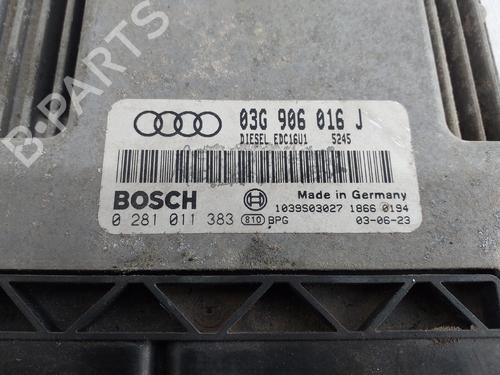 B-PARTS
03G 906 016 J
DIESEL EDC16U1 5245
BOSCH
Made in Germany
0 281 011 383 810 BPG
1039S03027 1866 0194
03-06-23